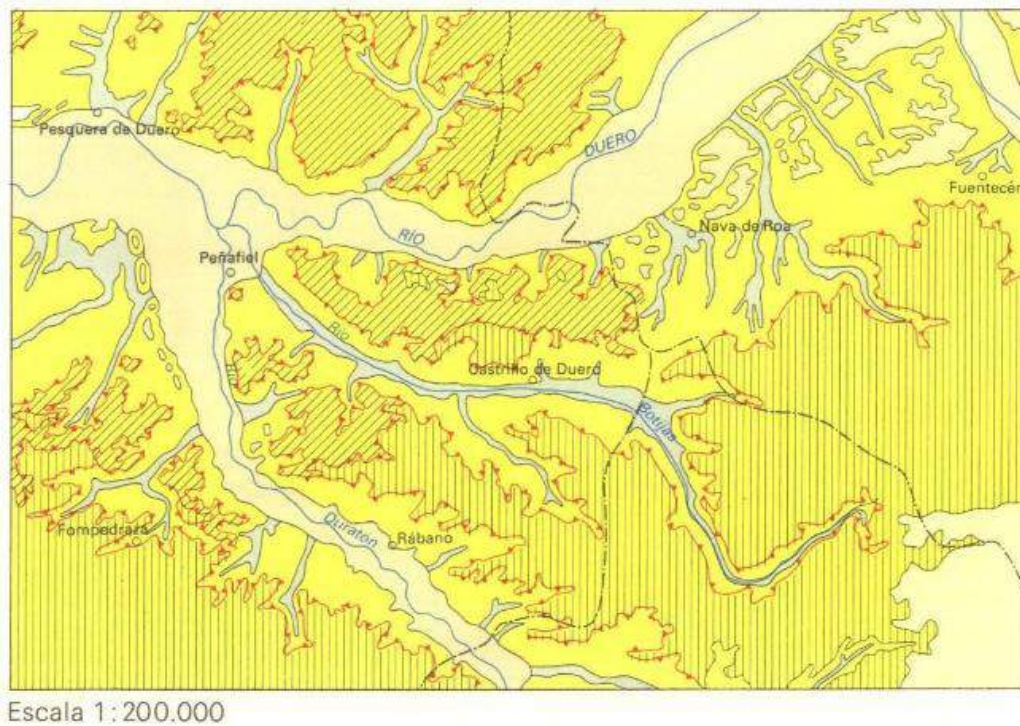 DUERO
Pesquera de Duero
Fuentecén
Nava de Roa
RÍO
Peñafiel
Río
Castrillo de Duero
Botijas
Fompedraza
Duratón
Rábano
Escala 1:200.000